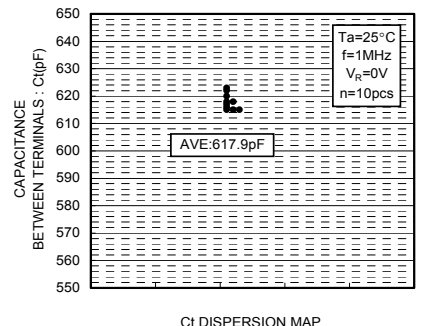 650
640
630
620
610
600
590
580
570
560
550
CAPACITANCE
BETWEEN TERMINALS : Ct(pF)
Ta=25°C
f=1MHz
VR=0V
n=10pcs
AVE:617.9pF
Ct DISPERSION MAP